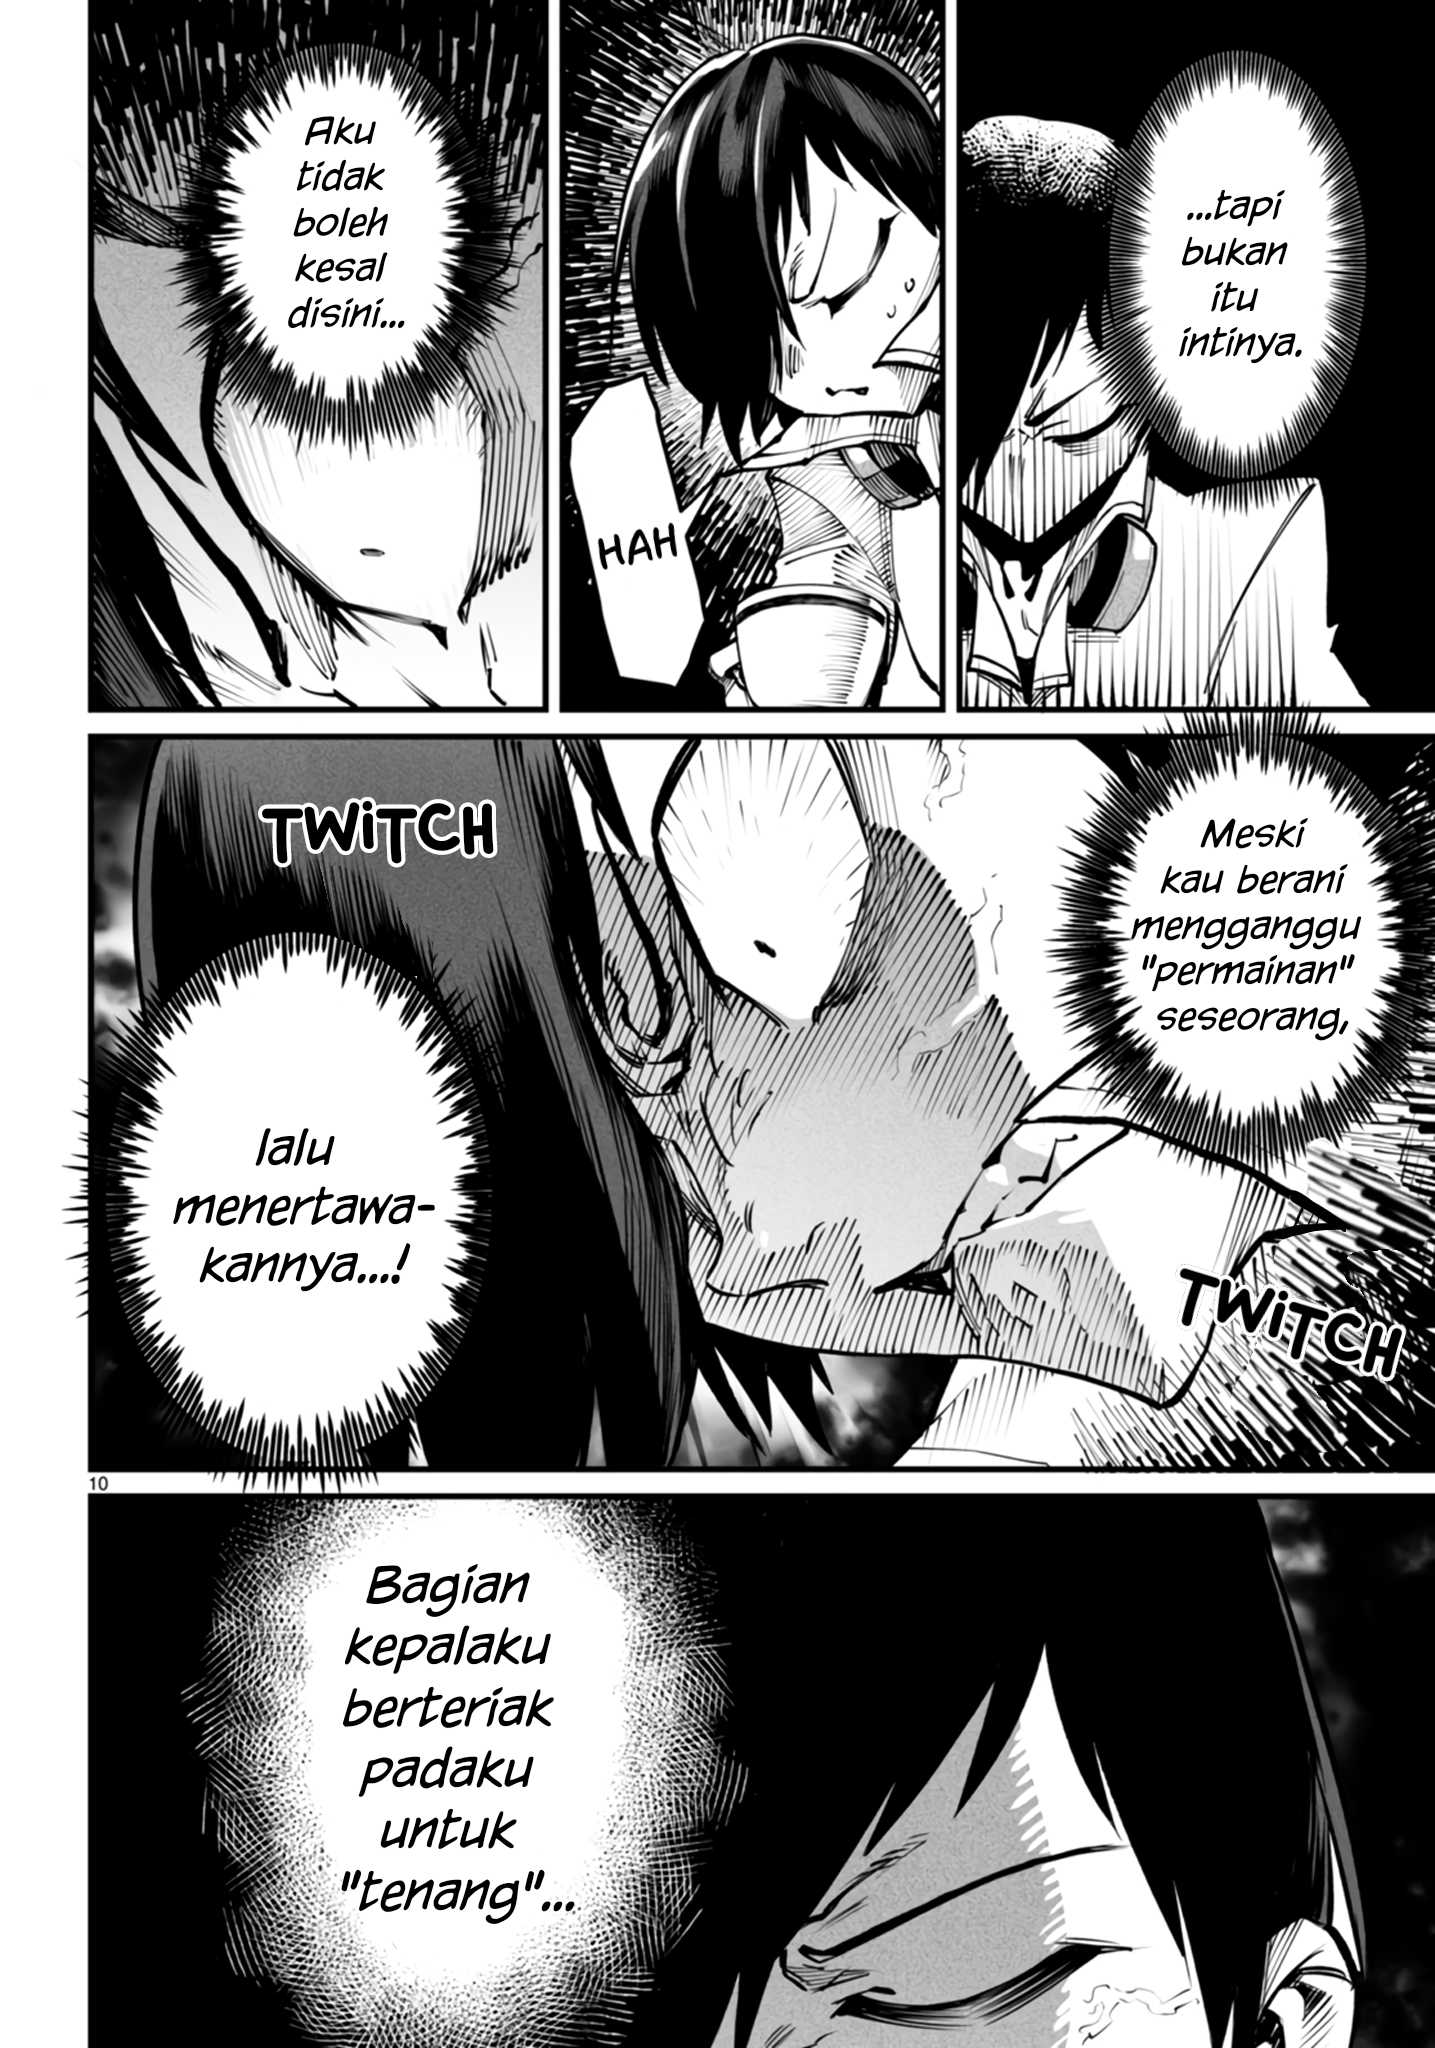 ...tapi
bukan
itu
intinya.
HAH
Aku
tidak
boleh
kesal
disini...
Meski
kau berani
mengganggu
"permainan"
seseorang,
TWITCH
TWITCH
lalu
menertawa-
kannya...!
10
Bagian
kepalaku
berteriak
padaku
untuk
"tenang"...